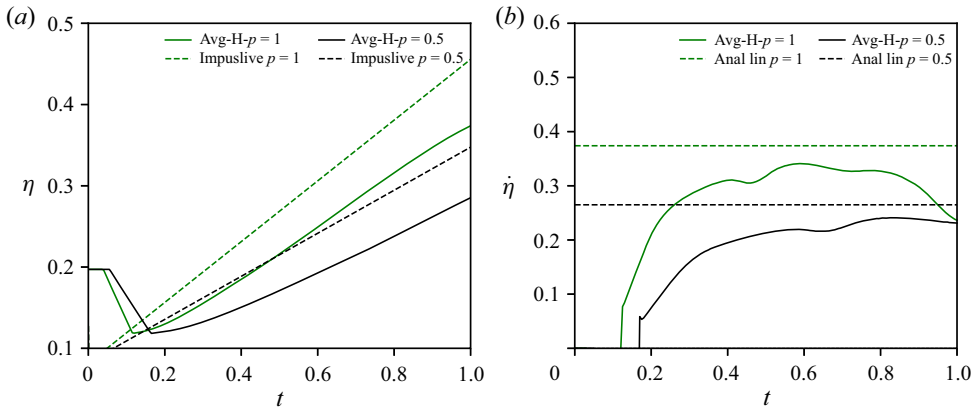 (a)
0.5
0.4
η
0.2
0.1
Avg-H-p = 1
Impuslive p = 1
Avg-H-p = 0.5
Impuslive p = 0.5
0 0.2 0.4 0.6 0.8 1.0
t
(b)
0.6
0.5
0.4
η̇
0.3
0.2
0.1
0
Avg-H-p = 1
Anal lin p = 1
Avg-H-p = 0.5
Anal lin p = 0.5
0.2 0.4 0.6 0.8 1.0
t